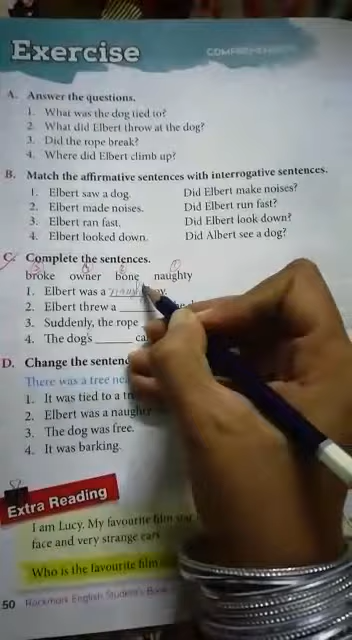 Exercise
COMPREHENSION
A. Answer the questions.
1. What was the dog tied to?
2. What did Elbert throw at the dog?
3. Did the rope break?
4. Where did Elbert climb up?
B. Match the affirmative sentences with interrogative sentences.
1. Elbert saw a dog. Did Elbert make noises?
2. Elbert made noises. Did Elbert run fast?
3. Elbert ran fast. Did Elbert look down?
4. Elbert looked down. Did Albert see a dog?
C. Complete the sentences.
broke owner bone naughty
1. Elbert was a naughty
2. Elbert threw a ______
3. Suddenly, the rope
4. The dog's ______
D. Change the
There was a tree
1. It was tied to a
2. Elbert was a naughty
3. The dog was free.
4. It was barking.
Extra Reading
I am Lucy. My favourite film
face and very strange ears
Who is the favourite film
50 Rockmark English Student's Book